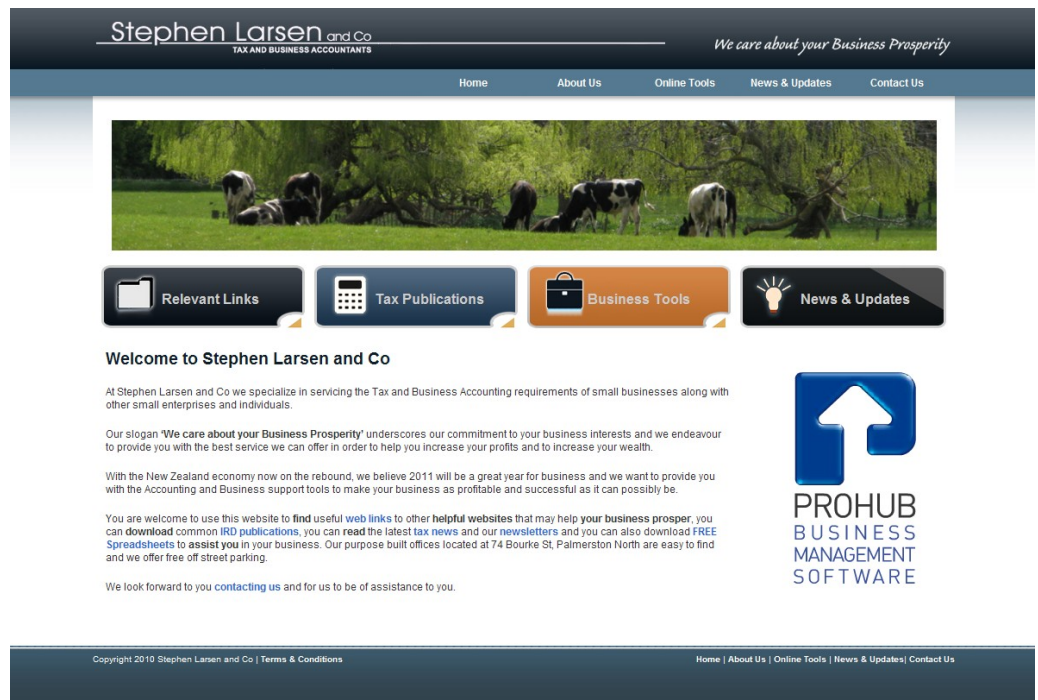 Stephen Larsen and Co
TAX AND BUSINESS ACCOUNTANTS
We care about your Business Prosperity
Home About Us Online Tools News & Updates Contact Us
Relevant Links Tax Publications Business Tools News & Updates
Welcome to Stephen Larsen and Co
At Stephen Larsen and Co we specialize in servicing the Tax and Business Accounting requirements of small businesses along with
other small enterprises and individuals.
Our slogan 'We care about your Business Prosperity' underscores our commitment to your business interests and we endeavour
to provide you with the best service we can offer in order to help you increase your profits and to increase your wealth.
With the New Zealand economy now on the rebound, we believe 2011 will be a great year for business and we want to provide you
with the Accounting and Business support tools to make your business as profitable and successful as it can possibly be.
You are welcome to use this website to find useful web links to other helpful websites that may help your business prosper, you
can download common IRD publications, you can read the latest tax news and our newsletters and you can also download FREE
Spreadsheets to assist you in your business. Our purpose built offices located at 74 Bourke St, Palmerston North are easy to find
and we offer free off street parking.
We look forward to you contacting us and for us to be of assistance to you.
PROHUB
BUSINESS
MANAGEMENT
SOFTWARE
Copyright 2010 Stephen Larsen and Co | Terms & Conditions
Home | About Us | Online Tools | News & Updates| Contact Us